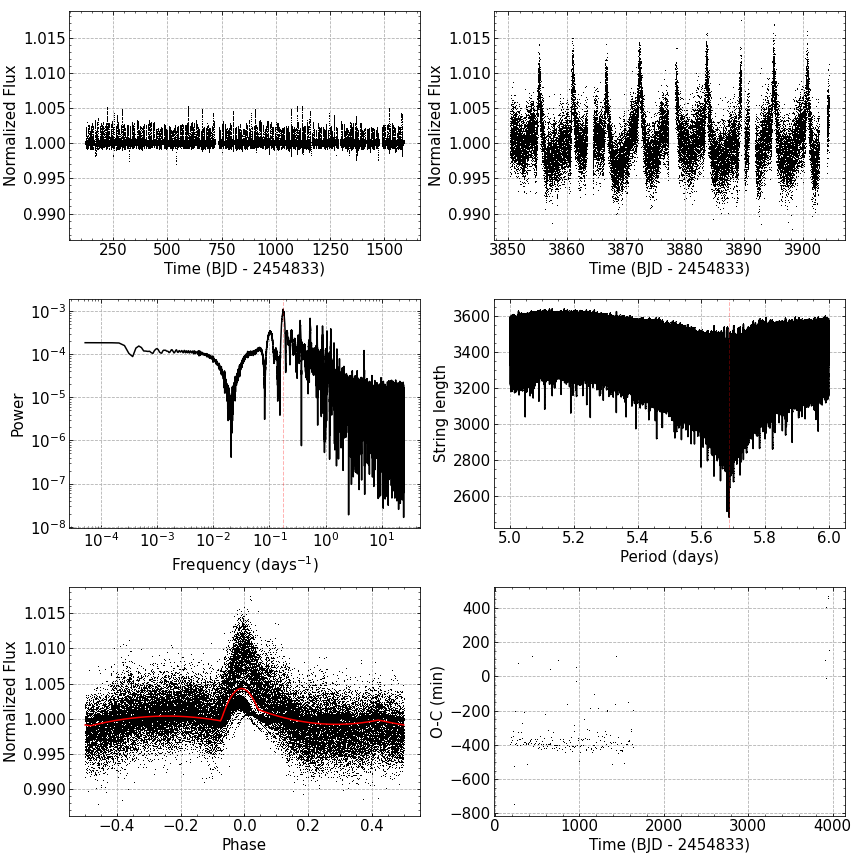 1.015
1.010
1.005
1.000
0.995
0.990
Normalized Flux
250 500 750 1000 1250 1500
Time (BJD - 2454833)
1.015
1.010
1.005
1.000
0.995
0.990
Normalized Flux
3850 3860 3870 3880 3890 3900
Time (BJD - 2454833)
10⁻³
10⁻⁴
10⁻⁵
10⁻⁶
10⁻⁷
10⁻⁸
Power
10⁻⁴ 10⁻³ 10⁻² 10⁻¹ 10⁰ 10¹
Frequency (days⁻¹)
3600
3400
3200
3000
2800
2600
String length
5.0 5.2 5.4 5.6 5.8 6.0
Period (days)
1.015
1.010
1.005
1.000
0.995
0.990
Normalized Flux
−0.4 −0.2 0.0 0.2 0.4
Phase
400
200
0
−200
−400
−600
−800
O-C (min)
0 1000 2000 3000 4000
Time (BJD - 2454833)